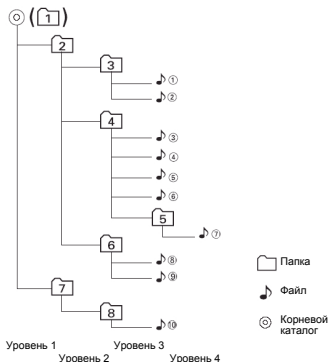 (1)
2
3
①
②
4
③
④
⑤
⑥
5
⑦
6
⑧
⑨
7
8
⑩
Папка
Файл
Корневой
каталог
Уровень 1
Уровень 3
Уровень 2
Уровень 4